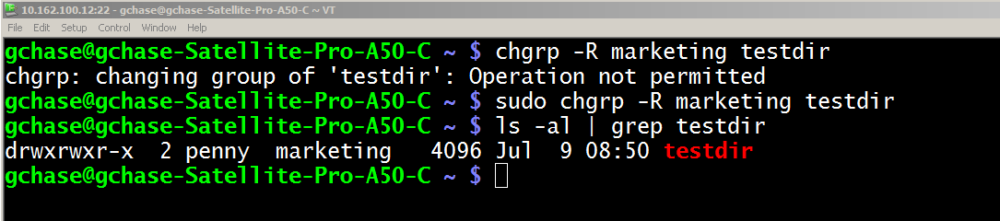 10.162.100.12:22 - gchase@gchase-Satellite-Pro-A50-C ~ VT
File Edit Setup Control Window Help
gchase@gchase-Satellite-Pro-A50-C ~ $ chgrp -R marketing testdir
chgrp: changing group of 'testdir': Operation not permitted
gchase@gchase-Satellite-Pro-A50-C ~ $ sudo chgrp -R marketing testdir
gchase@gchase-Satellite-Pro-A50-C ~ $ ls -al | grep testdir
drwxrwxr-x  2 penny  marketing   4096 Jul  9 08:50 testdir
gchase@gchase-Satellite-Pro-A50-C ~ $